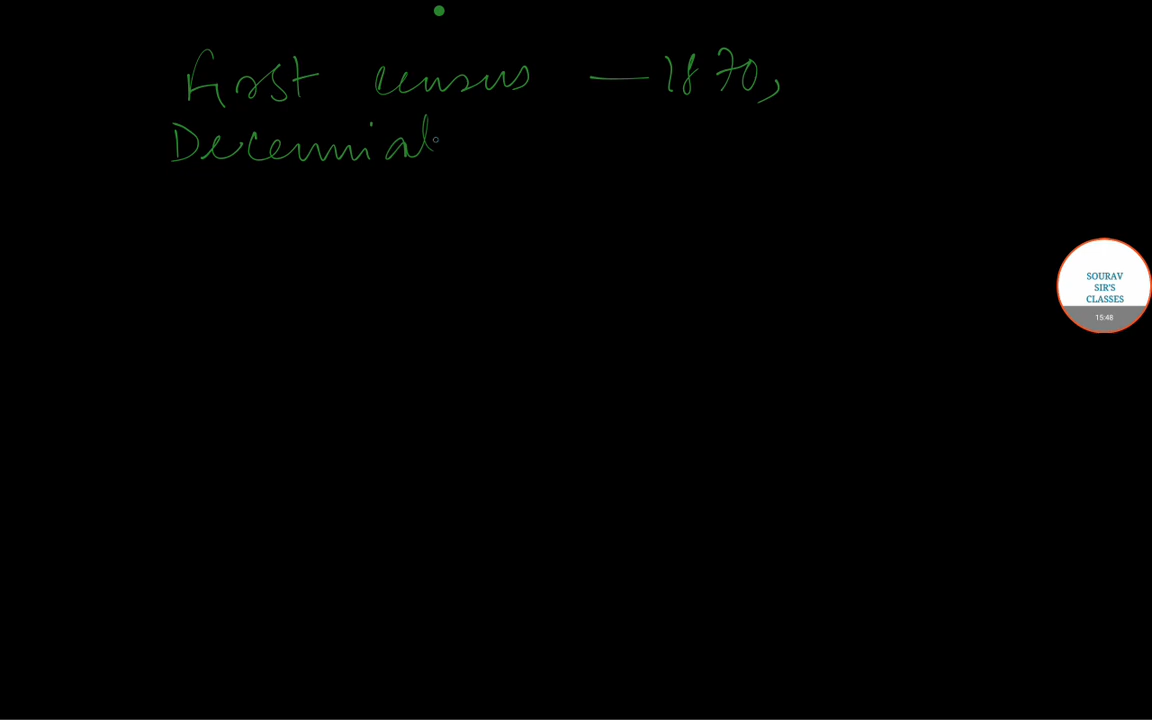 First census — 1870,
Decennial
SOURAV
SIR'S
CLASSES
15:48